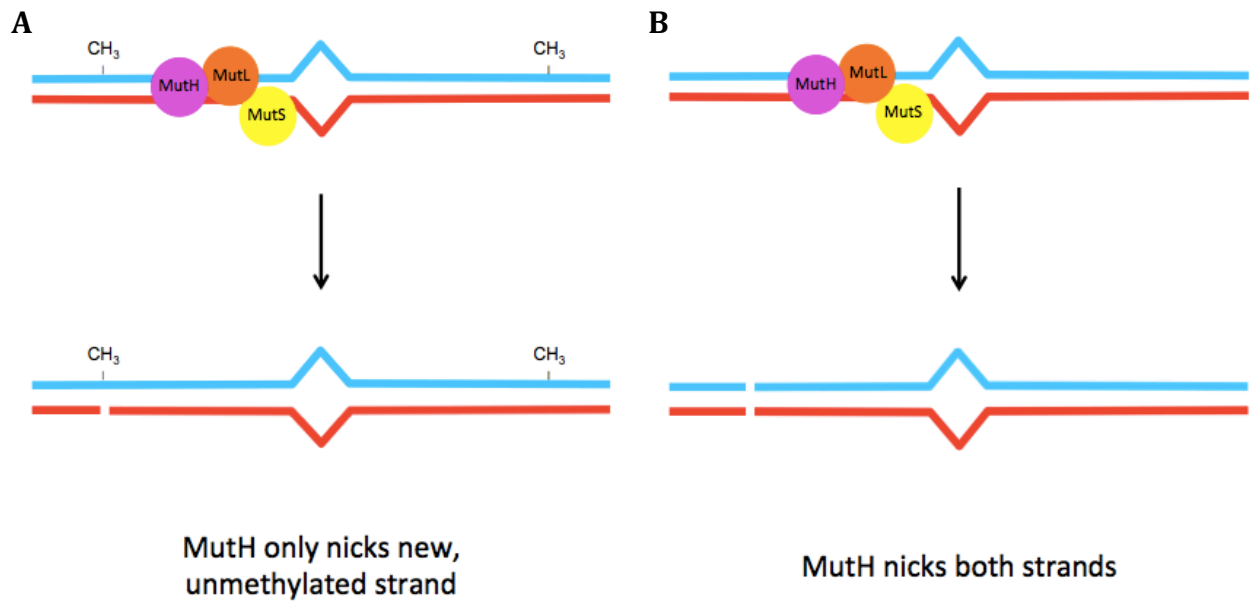 A
CH₃
CH₃
MutH
MutL
MutS
CH₃
CH₃
MutH only nicks new,
unmethylated strand
B
MutH
MutL
MutS
MutH nicks both strands